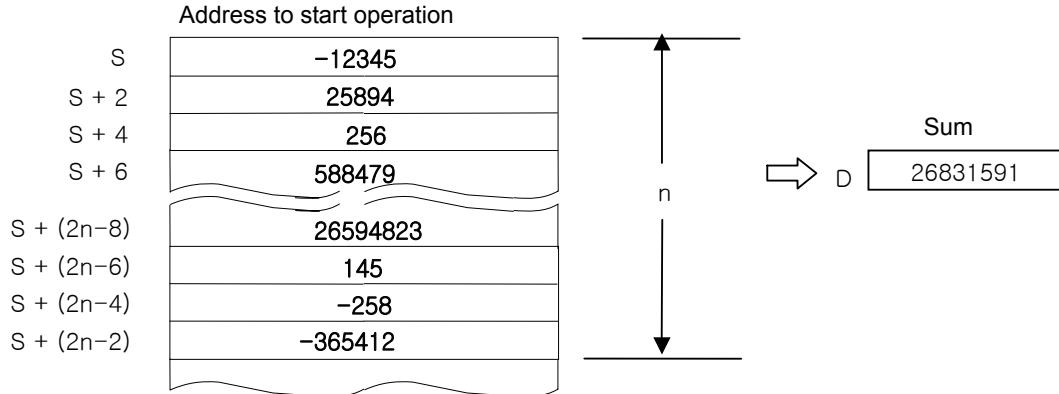 Address to start operation
S -12345
S + 2 25894
S + 4 256
S + 6 588479
S + (2n-8) 26594823
S + (2n-6) 145
S + (2n-4) -258
S + (2n-2) -365412
n
Sum
D 26831591